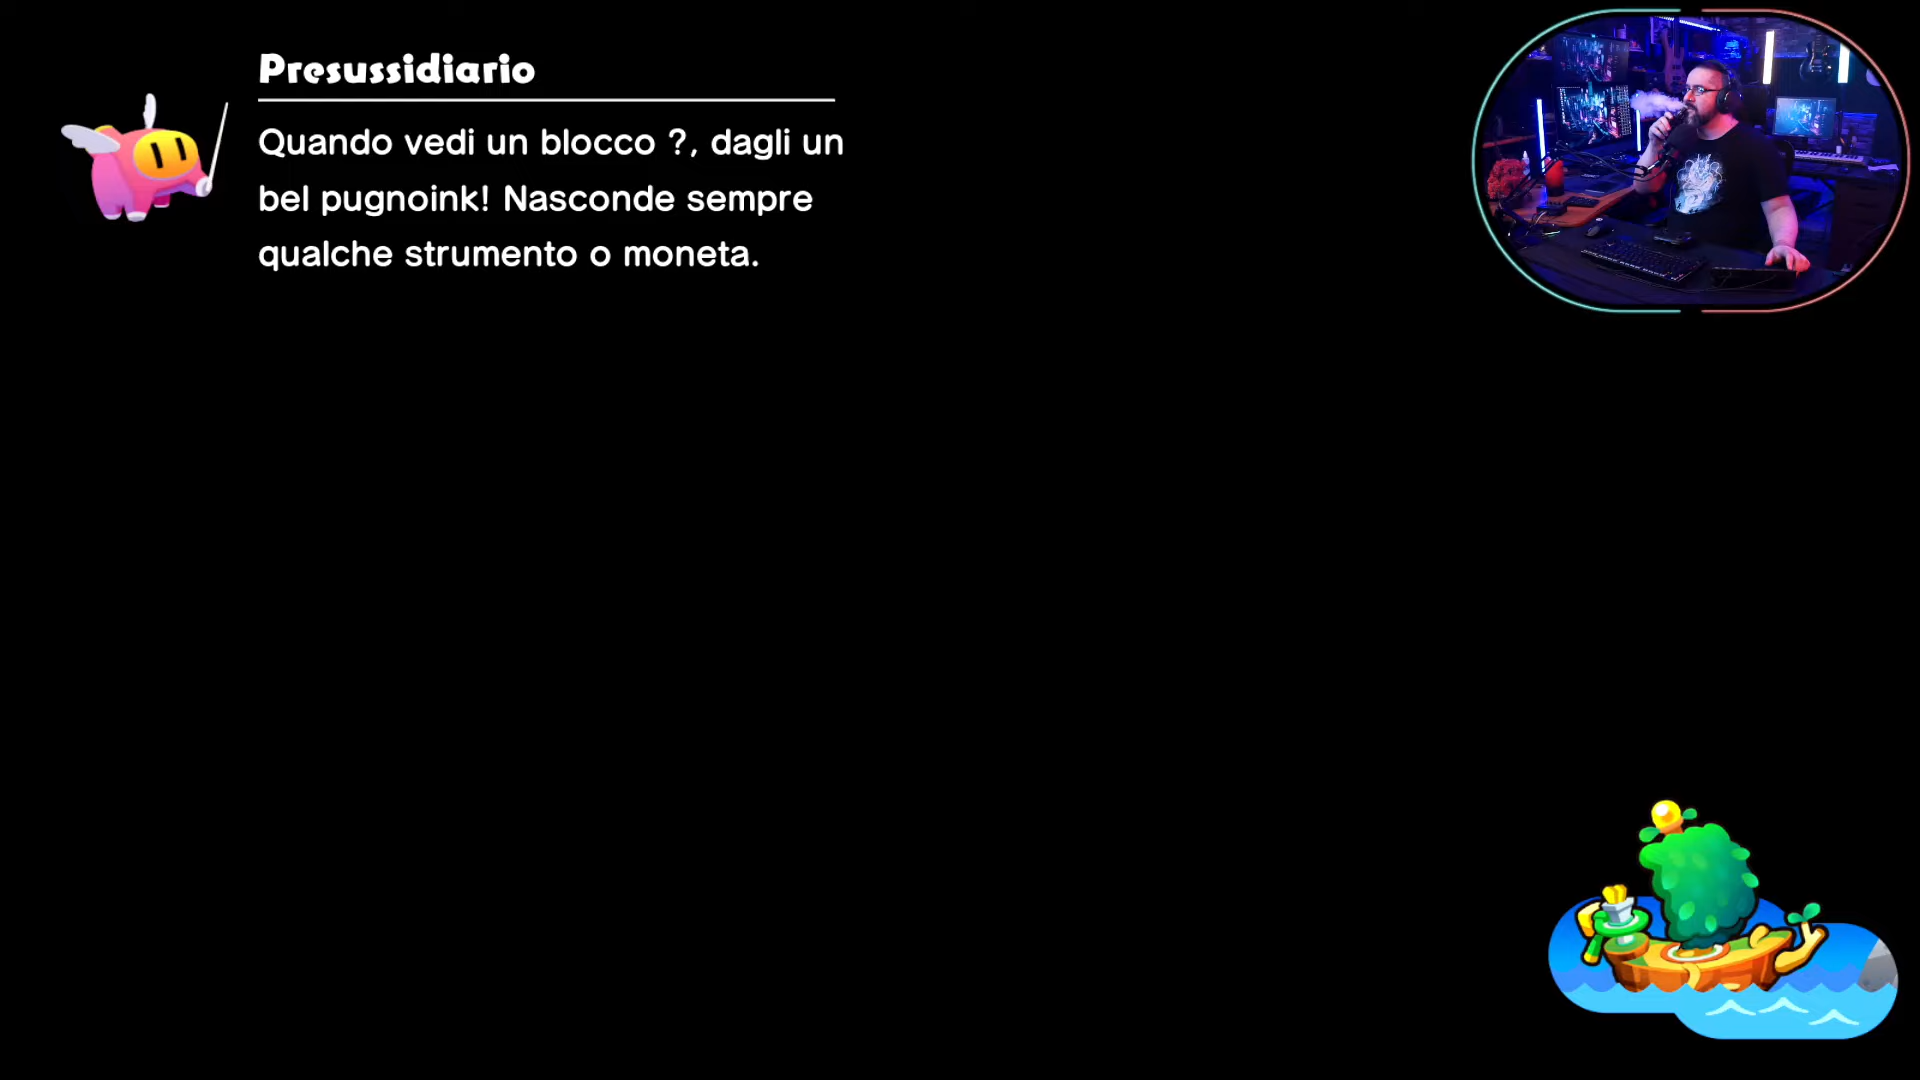 Presussidiario
Quando vedi un blocco ?, dagli un
bel pugnoink! Nasconde sempre
qualche strumento o moneta.